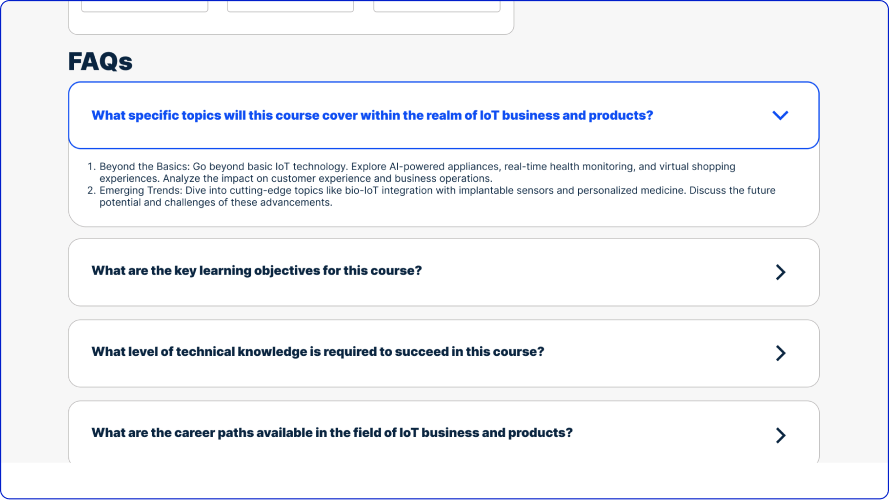 FAQs
What specific topics will this course cover within the realm of IoT business and products?
1. Beyond the Basics: Go beyond basic IoT technology. Explore AI-powered appliances, real-time health monitoring, and virtual shopping
experiences. Analyze the impact on customer experience and business operations.
2. Emerging Trends: Dive into cutting-edge topics like bio-IoT integration with implantable sensors and personalized medicine. Discuss the future
potential and challenges of these advancements.
What are the key learning objectives for this course?
What level of technical knowledge is required to succeed in this course?
What are the career paths available in the field of IoT business and products?